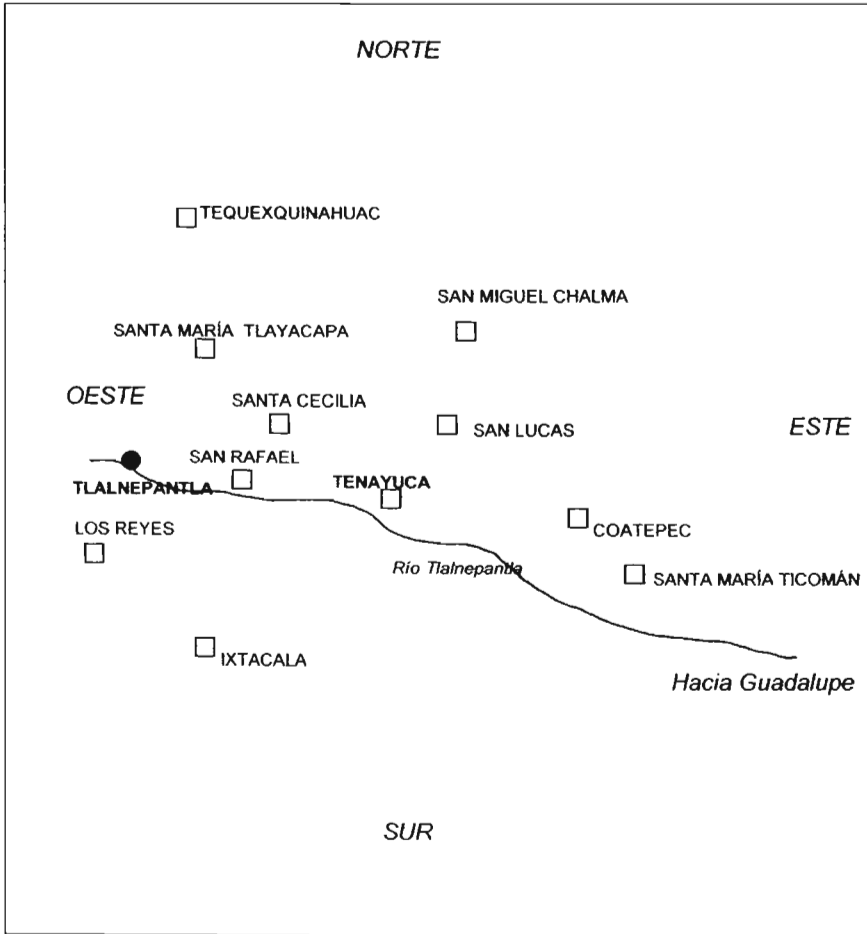 NORTE
TEQUEXQUINAHUAC
SAN MIGUEL CHALMA
SANTA MARÍA TLAYACAPA
OESTE
SANTA CECILIA
SAN LUCAS
ESTE
SAN RAFAEL
TLALNEPANTLA
TENAYUCA
LOS REYES
COATEPEC
Río Tlalnepantla
SANTA MARÍA TICOMÁN
IXTACALA
Hacia Guadalupe
SUR